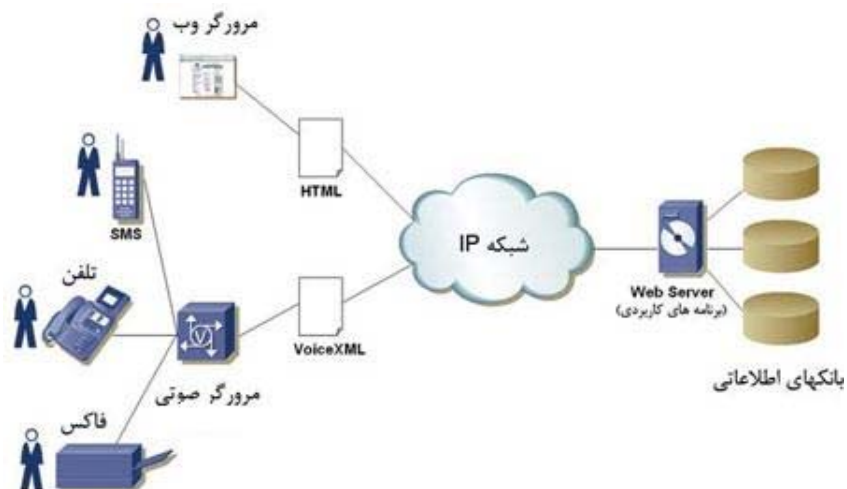 مرورگر وب
HTML
SMS
تلفن
شبکه IP
Web Server
(برنامه های کاربردی)
VoiceXML
V
مرورگر صوتی
بانکهای اطلاعاتی
فاکس